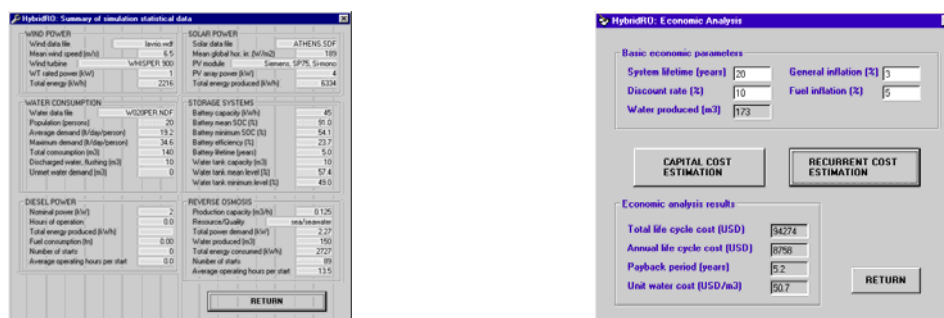 HybridRO: Summary of simulation statistical data
WIND POWER
Wind data file lavrio.wdf
Mean wind speed (m/s) 6.5
Wind turbine WHISPER 900
WT rated power (kW) 1
Total energy (kWh) 2216
SOLAR POWER
Solar data file ATHENS.SDF
Mean global hor. irr. (W/m2) 189
PV module Siemens, SP75, Si-mono
PV array power (kW) 4
Total energy produced (kWh) 6334
WATER CONSUMPTION
Water data file W020PER.NDF
Population (persons) 20
Average demand (lt/day/person) 19.2
Maximum demand (lt/day/person) 34.6
Total consumption (m3) 140
Discharged water, flushing (m3) 10
Unmet water demand (m3) 0
STORAGE SYSTEMS
Battery capacity (kWh) 45
Battery mean SOC (%) 91.0
Battery minimum SOC (%) 54.1
Battery efficiency (%) 23.7
Battery lifetime (years) 5.0
Water tank capacity (m3) 10
Water tank mean level (%) 57.4
Water tank minimum level (%) 49.0
DIESEL POWER
Nominal power (kW) 2
Hours of operation 0.0
Total energy produced (kWh)
Fuel consumption (tn) 0.00
Number of starts 0
Average operating hours per start 0.0
REVERSE OSMOSIS
Production capacity (m3/h) 0.125
Resource/Quality sea/seawater
Total power demand (kW) 2.27
Water produced (m3) 150
Total energy consumed (kWh) 2727
Number of starts 89
Average operating hours per start 13.5
RETURN
HybridRO: Economic Analysis
Basic economic parameters
System lifetime (years) 20 General inflation (%) 3
Discount rate (%) 10 Fuel inflation (%) 5
Water produced (m3) 173
CAPITAL COST
ESTIMATION
RECURRENT COST
ESTIMATION
Economic analysis results
Total life cycle cost (USD) 94274
Annual life cycle cost (USD) 8758
Payback period (years) 5.2
Unit water cost (USD/m3) 50.7
RETURN